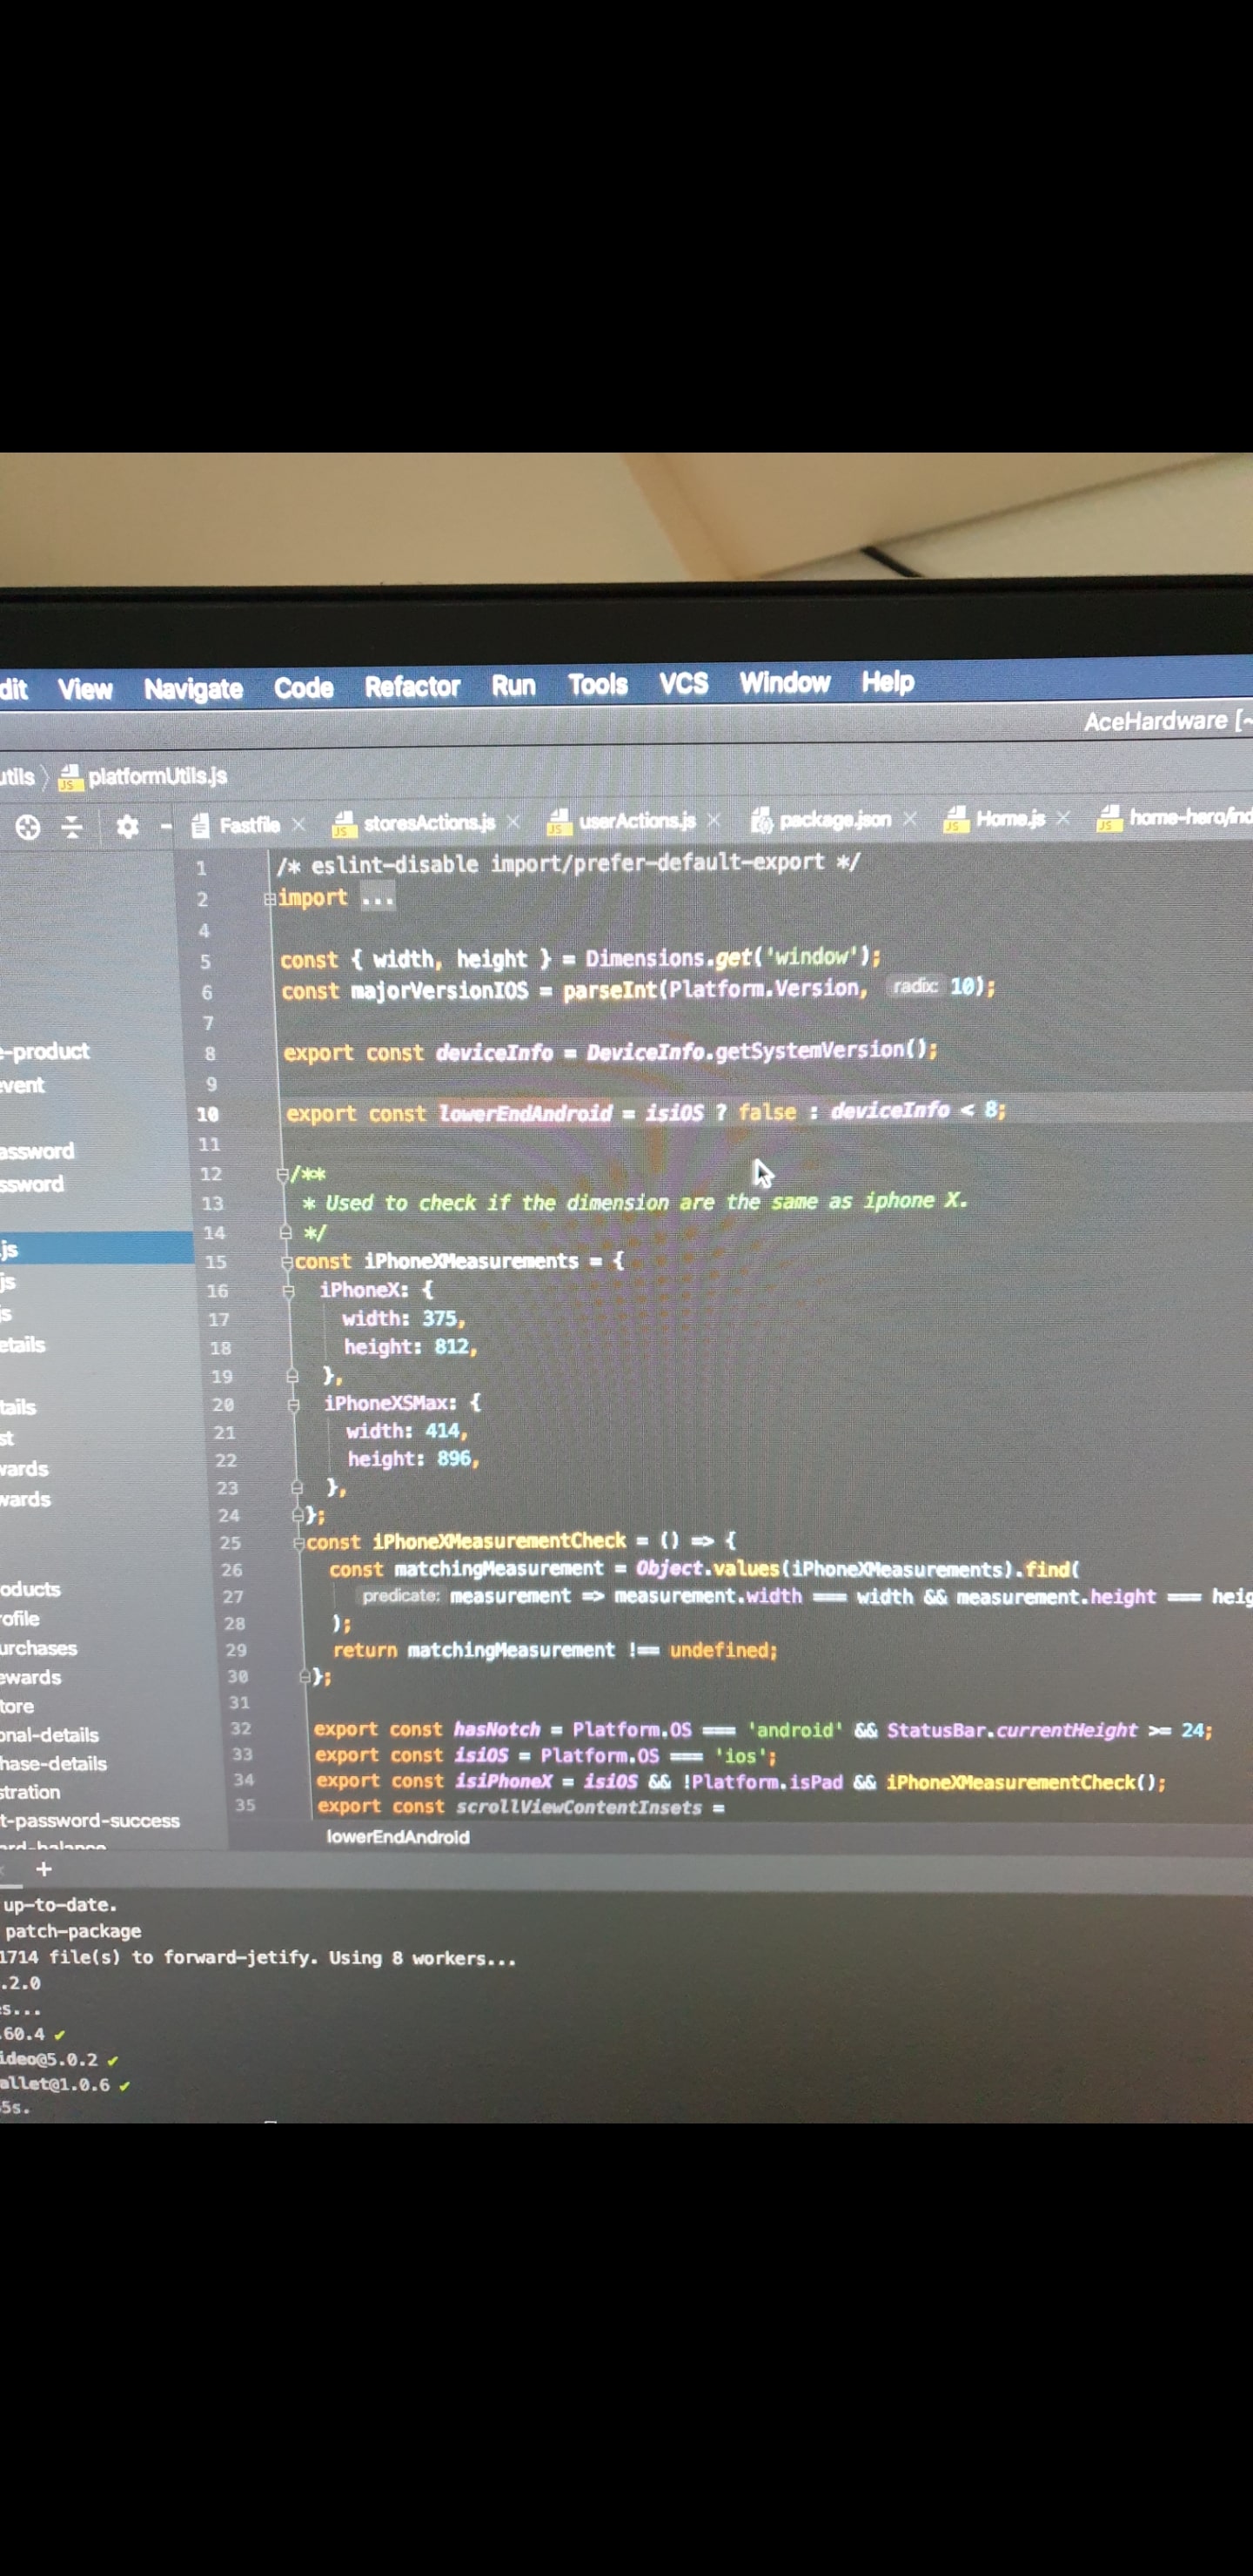 dit View Navigate Code Refactor Run Tools VCS Window Help
AceHardware [~
utils platformUtils.js
Fastfile storesActions.js userActions.js package.json Home.js home-hero/ind
1 /* eslint-disable import/prefer-default-export */
2 import ...
4
5 const { width, height } = Dimensions.get('window');
6 const majorVersionIOS = parseInt(Platform.Version, radix: 10);
7
8 export const deviceInfo = DeviceInfo.getSystemVersion();
9
10 export const lowerEndAndroid = isiOS ? false : deviceInfo < 8;
11
12 /**
13 * Used to check if the dimension are the same as iphone X.
14 */
15 const iPhoneXMeasurements = {
16 iPhoneX: {
17 width: 375,
18 height: 812,
19 },
20 iPhoneXSMax: {
21 width: 414,
22 height: 896,
23 },
24 };
25 const iPhoneXMeasurementCheck = () => {
26 const matchingMeasurement = Object.values(iPhoneXMeasurements).find(
27 predicate: measurement => measurement.width === width && measurement.height === heig
28 );
29 return matchingMeasurement !== undefined;
30 };
31
32 export const hasNotch = Platform.OS === 'android' && StatusBar.currentHeight >= 24;
33 export const isiOS = Platform.OS === 'ios';
34 export const isiPhoneX = isiOS && !Platform.isPad && iPhoneXMeasurementCheck();
35 export const scrollViewContentInsets =
lowerEndAndroid
e-product
event
assword
ssword
.js
js
s
etails
tails
st
wards
wards
oducts
ofile
urchases
ewards
tore
onal-details
hase-details
stration
t-password-success
ard-balance
+
up-to-date.
patch-package
1714 file(s) to forward-jetify. Using 8 workers...
.2.0
es...
.60.4 ✔
ideo@5.0.2 ✔
allet@1.0.6 ✔
5s.